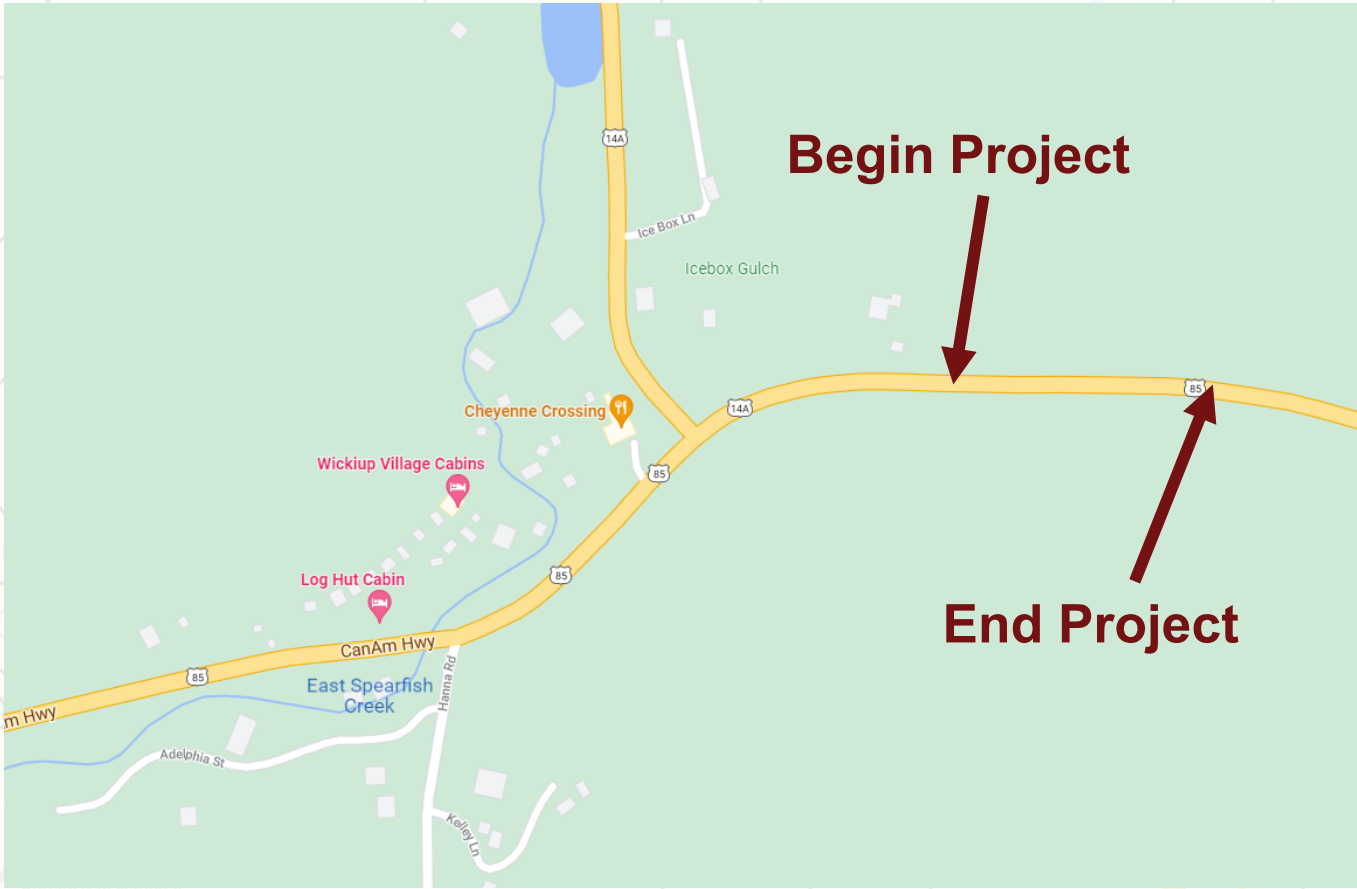 14A
Begin Project
Ice Box Ln
Icebox Gulch
85
Cheyenne Crossing
14A
Wickiup Village Cabins
85
85
Log Hut Cabin
End Project
CanAm Hwy
85
East Spearfish
Creek
Hanna Rd
m Hwy
Adelphia St
Kelley Ln